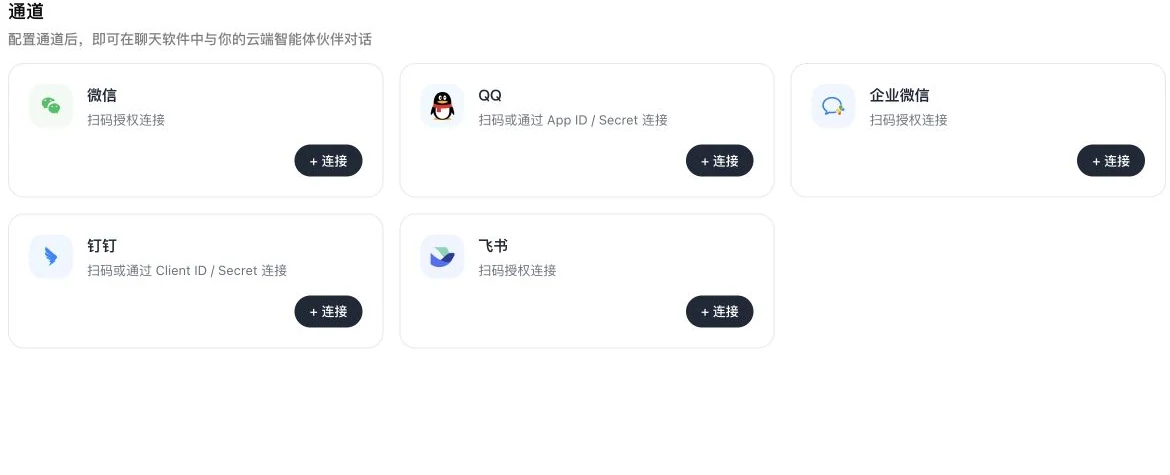 通道
配置通道后，即可在聊天软件中与你的云端智能体伙伴对话
微信
扫码授权连接
+ 连接
QQ
扫码或通过 App ID / Secret 连接
+ 连接
企业微信
扫码授权连接
+ 连接
钉钉
扫码或通过 Client ID / Secret 连接
+ 连接
飞书
扫码授权连接
+ 连接